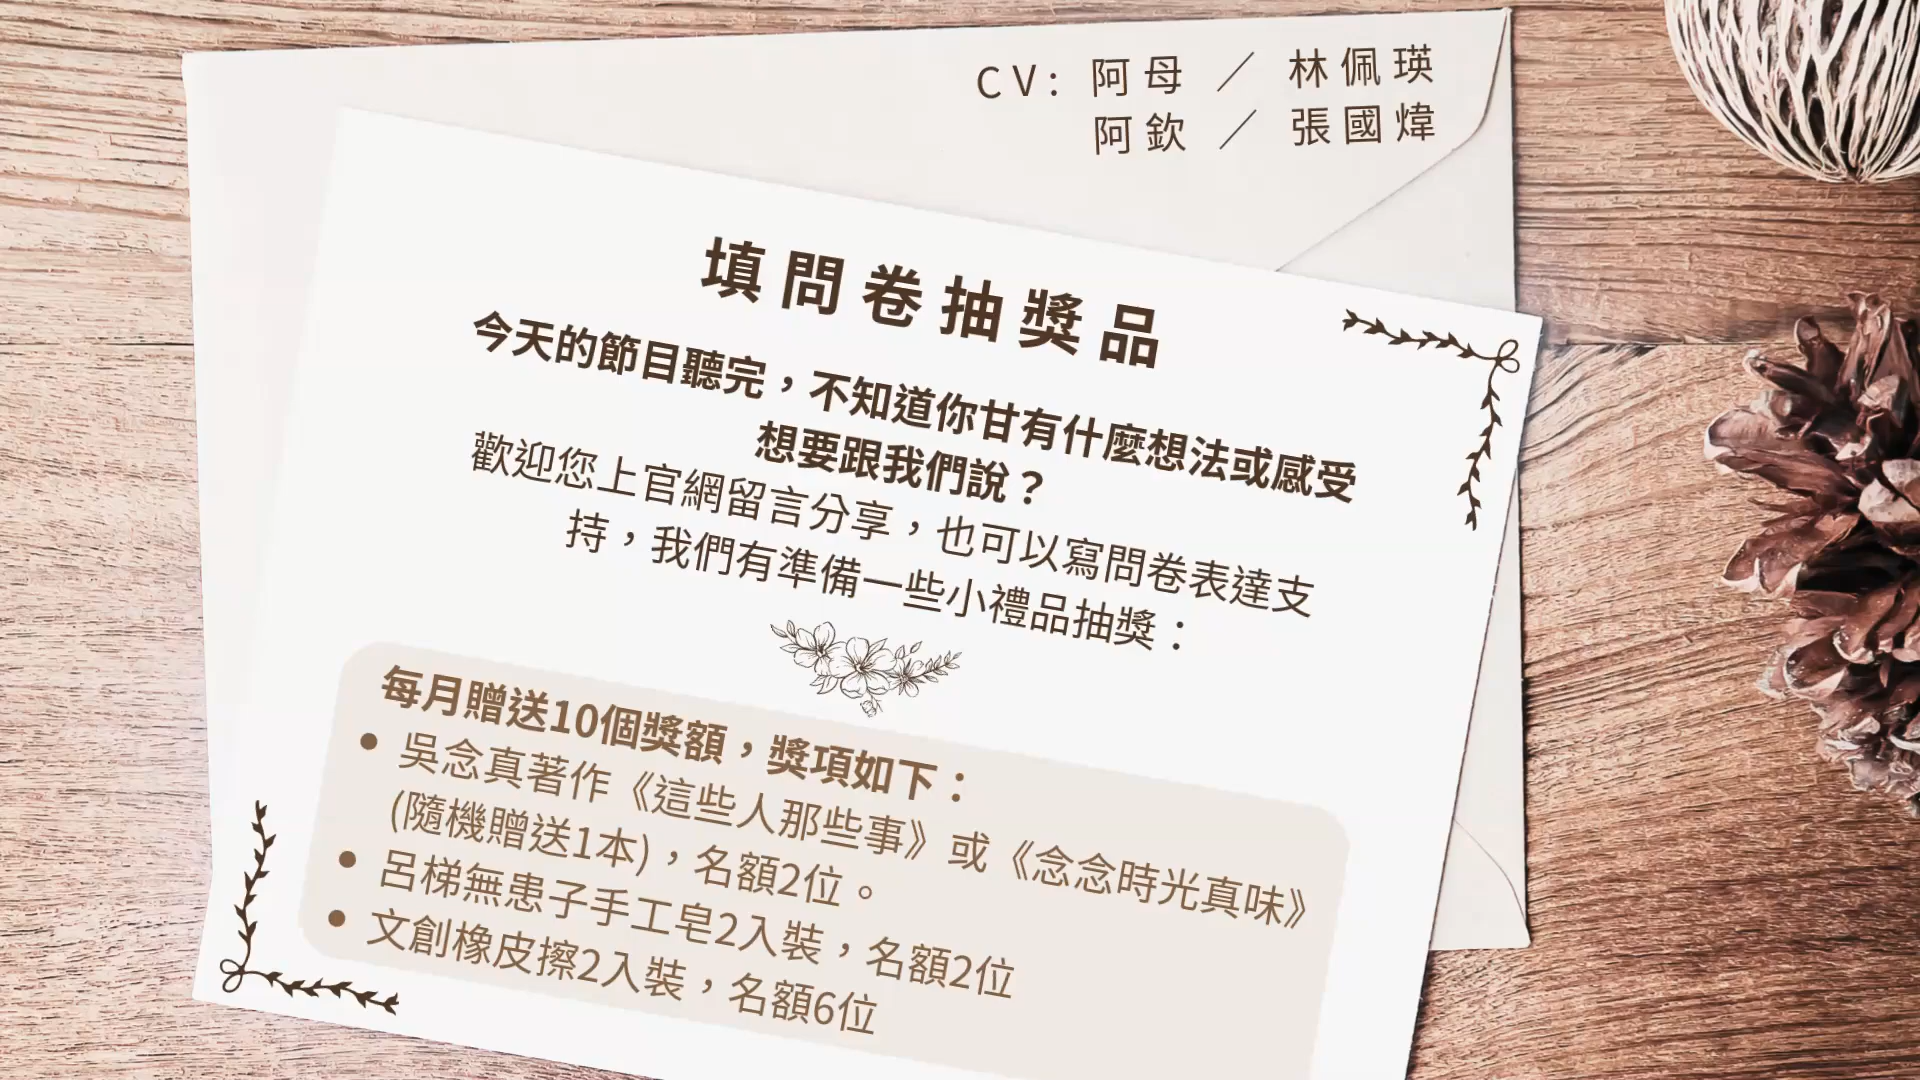 CV: 阿母 ／ 林佩瑛
阿欽 ／ 張國煒
填問卷抽獎品
今天的節目聽完，不知道你甘有什麼想法或感受
想要跟我們說？
歡迎您上官網留言分享，也可以寫問卷表達支
持，我們有準備一些小禮品抽獎：
每月贈送10個獎額，獎項如下：
• 吳念真著作《這些人那些事》或《念念時光真味》
(隨機贈送1本)，名額2位。
• 呂梯無患子手工皂2入裝，名額2位
• 文創橡皮擦2入裝，名額6位